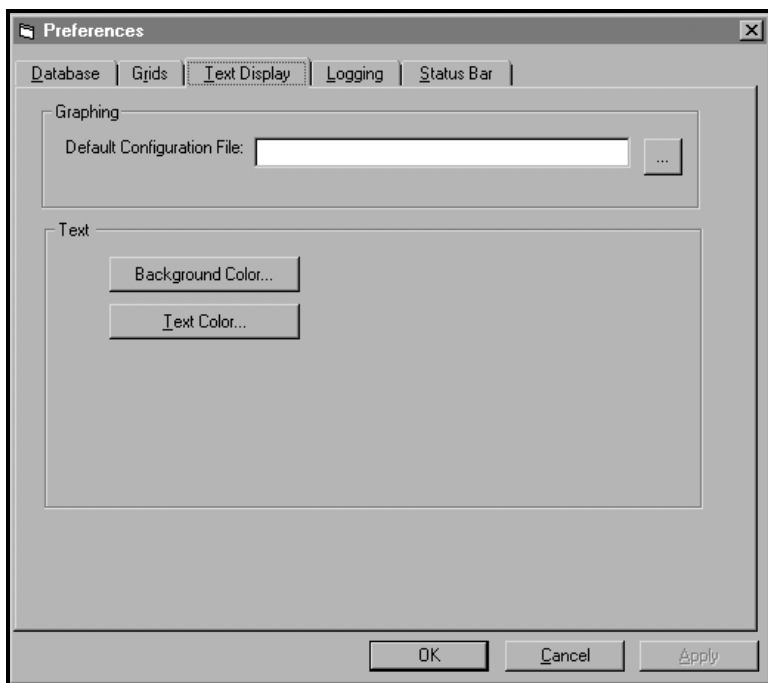 Preferences
Database Grids Text Display Logging Status Bar
Graphing
Default Configuration File:
...
Text
Background Color...
Text Color...
OK Cancel Apply